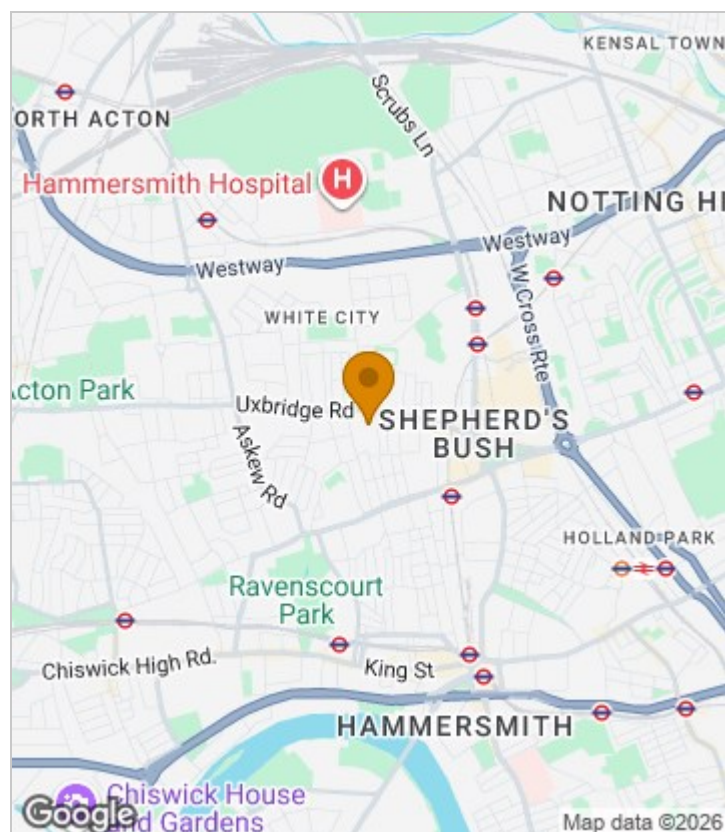 KENSAL TOWN
Scrubs Ln
ORTH ACTON
Hammersmith Hospital
H
NOTTING HI
Westway
Westway
W Cross Rte
WHITE CITY
Acton Park
Uxbridge Rd
SHEPHERD'S
BUSH
Askew Rd
HOLLAND PARK
Ravenscourt
Park
Chiswick High Rd.
King St
HAMMERSMITH
Chiswick House
and Gardens
Google
Map data ©2026